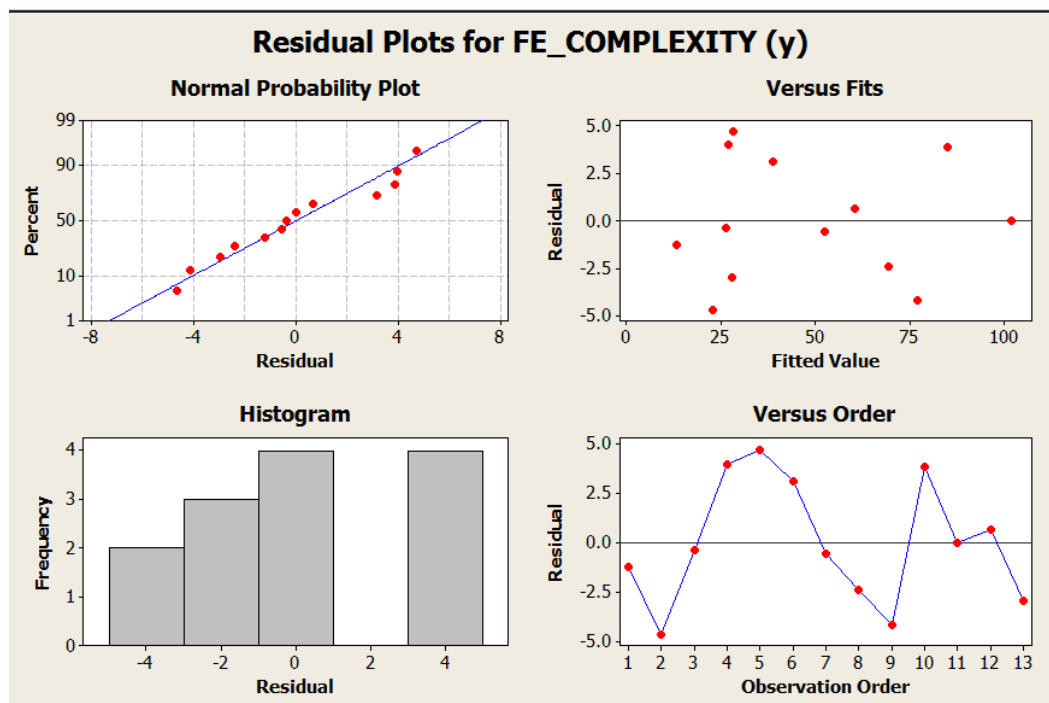 Residual Plots for FE_COMPLEXITY (y)
Normal Probability Plot
99
90
50
10
1
Percent
-8 -4 0 4 8
Residual
Versus Fits
5.0
2.5
0.0
-2.5
-5.0
Residual
0 25 50 75 100
Fitted Value
Histogram
4
3
2
1
0
Frequency
-4 -2 0 2 4
Residual
Versus Order
5.0
2.5
0.0
-2.5
-5.0
Residual
1 2 3 4 5 6 7 8 9 10 11 12 13
Observation Order